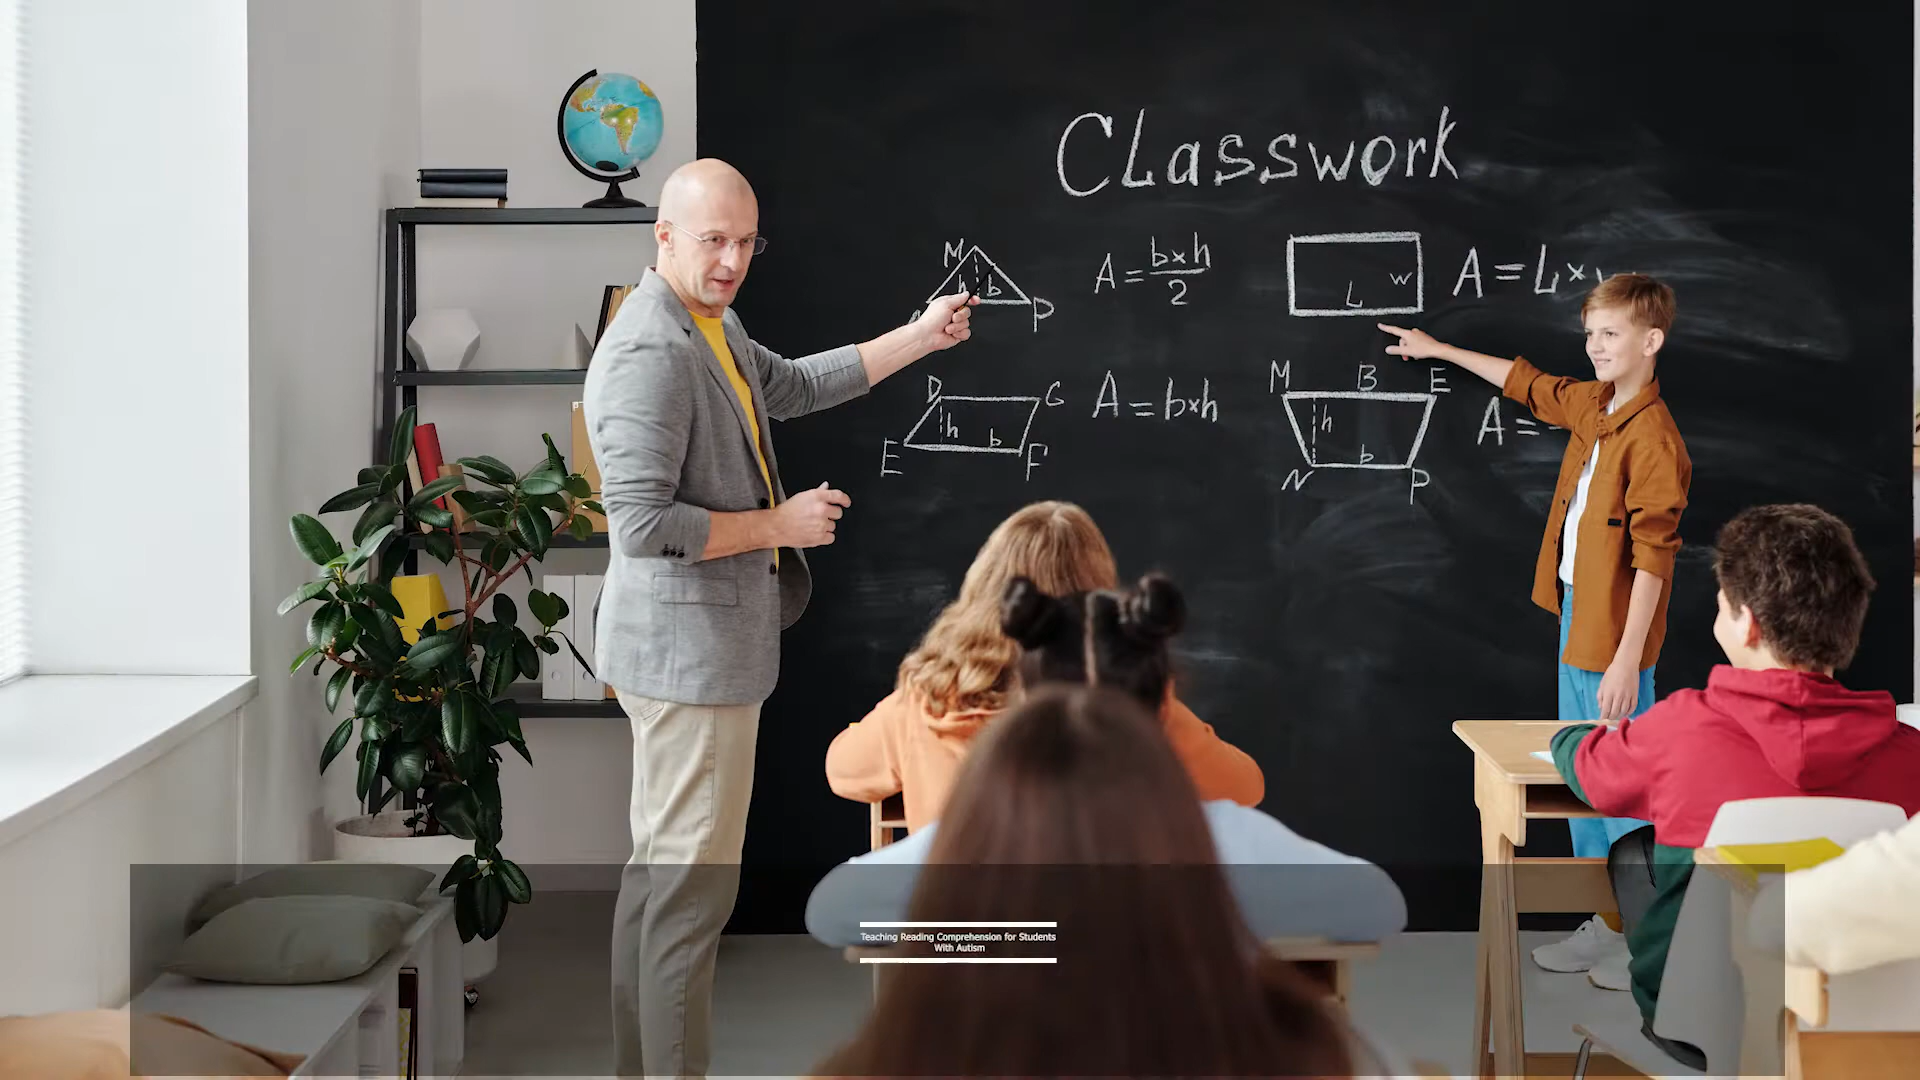 Classwork
M
h b
P
A = b×h/2
L
w
A = L×
D G
h
b
E F
A = b×h
M B E
h
b
N P
A =
Teaching Reading Comprehension for Students
With Autism